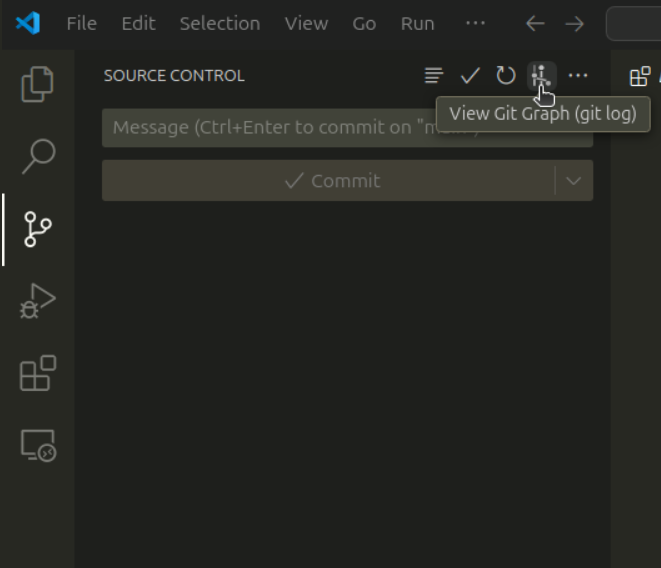 File Edit Selection View Go Run ...
SOURCE CONTROL
View Git Graph (git log)
Message (Ctrl+Enter to commit on "m
Commit